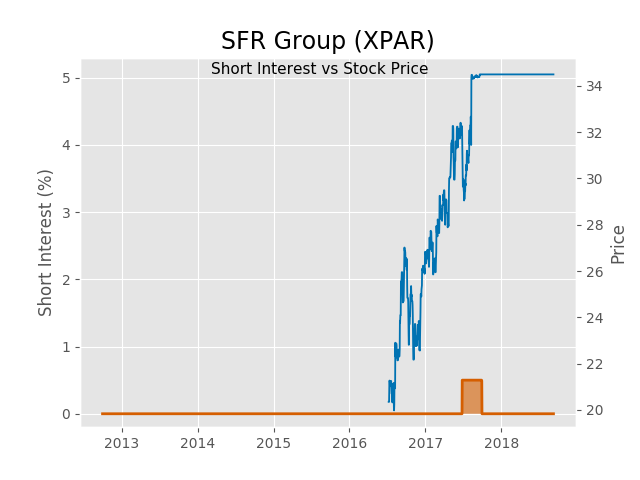 SFR Group (XPAR)
Short Interest vs Stock Price
Short Interest (%)
5
4
3
2
1
0
34
32
30
28
26
24
22
20
Price
2013 2014 2015 2016 2017 2018